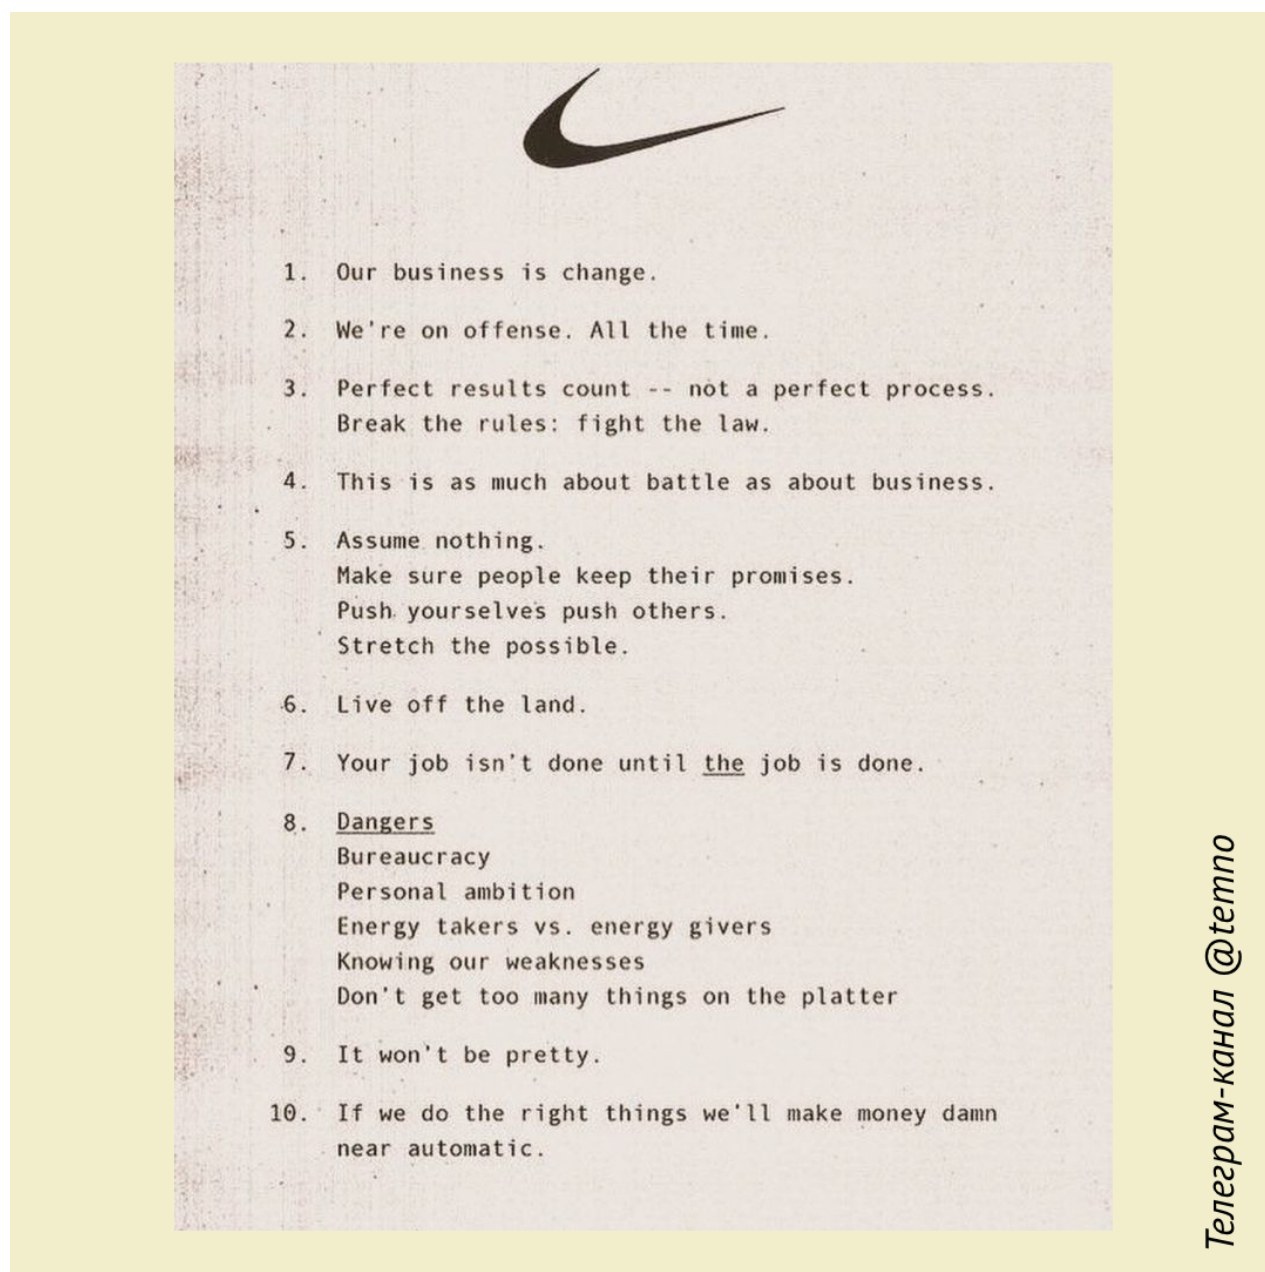 1. Our business is change.
2. We're on offense. All the time.
3. Perfect results count -- not a perfect process.
Break the rules: fight the law.
4. This is as much about battle as about business.
5. Assume nothing.
Make sure people keep their promises.
Push yourselves push others.
Stretch the possible.
6. Live off the land.
7. Your job isn't done until the job is done.
8. Dangers
Bureaucracy
Personal ambition
Energy takers vs. energy givers
Knowing our weaknesses
Don't get too many things on the platter
9. It won't be pretty.
10. If we do the right things we'll make money damn
near automatic.
Телеграм-канал @temno